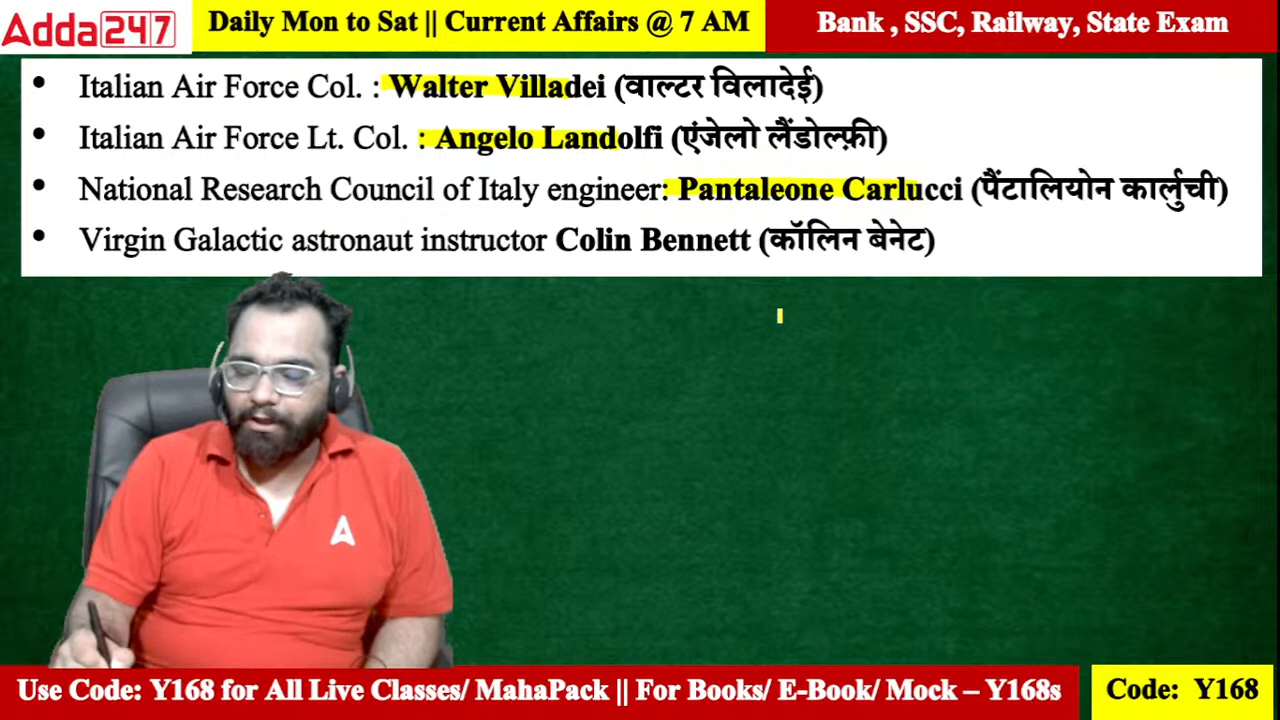 Adda247
Daily Mon to Sat || Current Affairs @ 7 AM
Bank , SSC, Railway, State Exam
• Italian Air Force Col. : Walter Villadei (वाल्टर विलादेई)
• Italian Air Force Lt. Col. : Angelo Landolfi (एंजेलो लैंडोल्फ़ी)
• National Research Council of Italy engineer: Pantaleone Carlucci (पैंटालियोन कार्लुची)
• Virgin Galactic astronaut instructor Colin Bennett (कॉलिन बेनेट)
Use Code: Y168 for All Live Classes/ MahaPack || For Books/ E-Book/ Mock – Y168s
Code: Y168